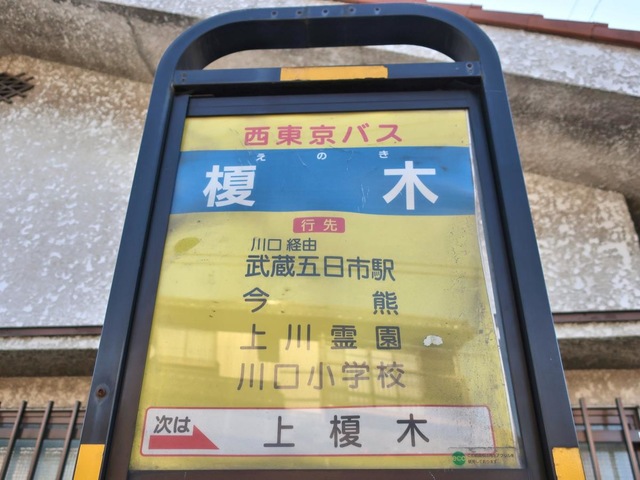 西東京バス
えのき
榎木
行先
川口 経由
武蔵五日市駅
今熊
上川霊園
川口小学校
次は
上榎木